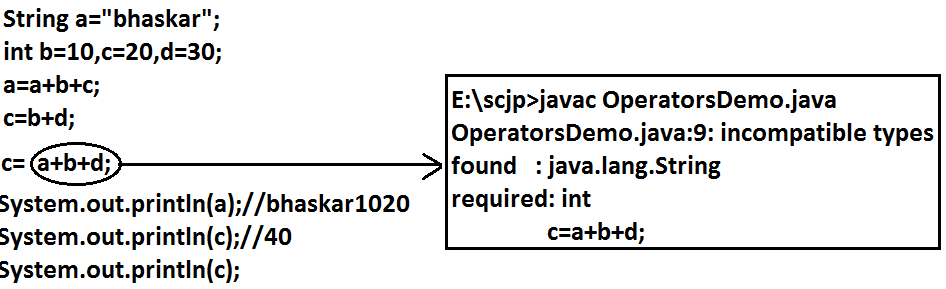 String a="bhaskar";
int b=10,c=20,d=30;
a=a+b+c;
c=b+d;
c= a+b+d;
System.out.println(a);//bhaskar1020
System.out.println(c);//40
System.out.println(c);
E:\scjp>javac OperatorsDemo.java
OperatorsDemo.java:9: incompatible types
found   : java.lang.String
required: int
c=a+b+d;